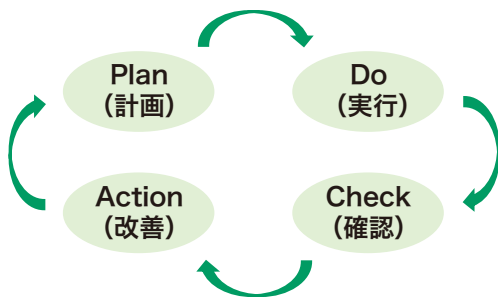 Plan
（計画）
Do
（実行）
Check
（確認）
Action
（改善）